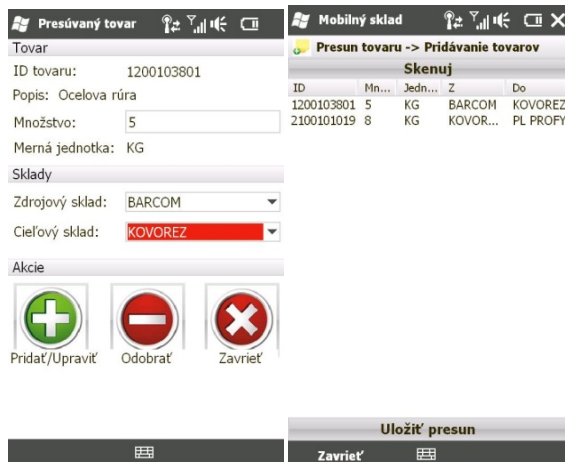 Presúvaný tovar
Tovar
ID tovaru: 1200103801
Popis: Ocelova rúra
Množstvo: 5
Merná jednotka: KG
Sklady
Zdrojový sklad: BARCOM
Cieľový sklad: KOVOREZ
Akcie
Pridať/Upraviť Odobrať Zavrieť
Mobilný sklad
Presun tovaru -> Pridávanie tovarov
Skenuj
ID Mn... Jedn... Z Do
1200103801 5 KG BARCOM KOVOREZ
2100101019 8 KG KOVOR... PL PROFY
Uložiť presun
Zavrieť